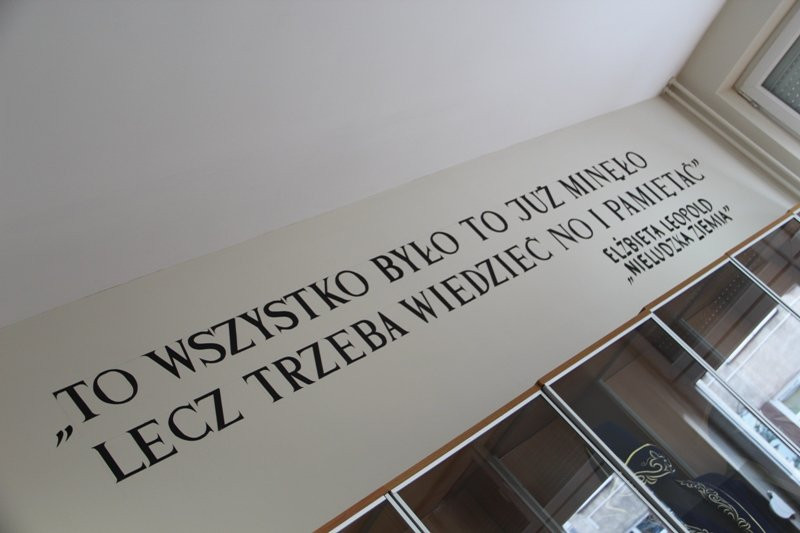 „TO WSZYSTKO BYŁO TO JUŻ MINĘŁO
LECZ TRZEBA WIEDZIEĆ NO I PAMIĘTAĆ”
ELŻBIETA LEOPOLD
„NIELUDZKA ZIEMIA”